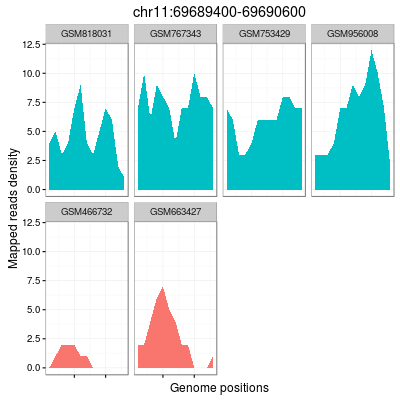 chr11:69689400-69690600
GSM818031 GSM767343 GSM753429 GSM956008
12.5
10.0
7.5
5.0
2.5
0.0
GSM466732 GSM663427
12.5
10.0
7.5
5.0
2.5
0.0
Mapped reads density
Genome positions